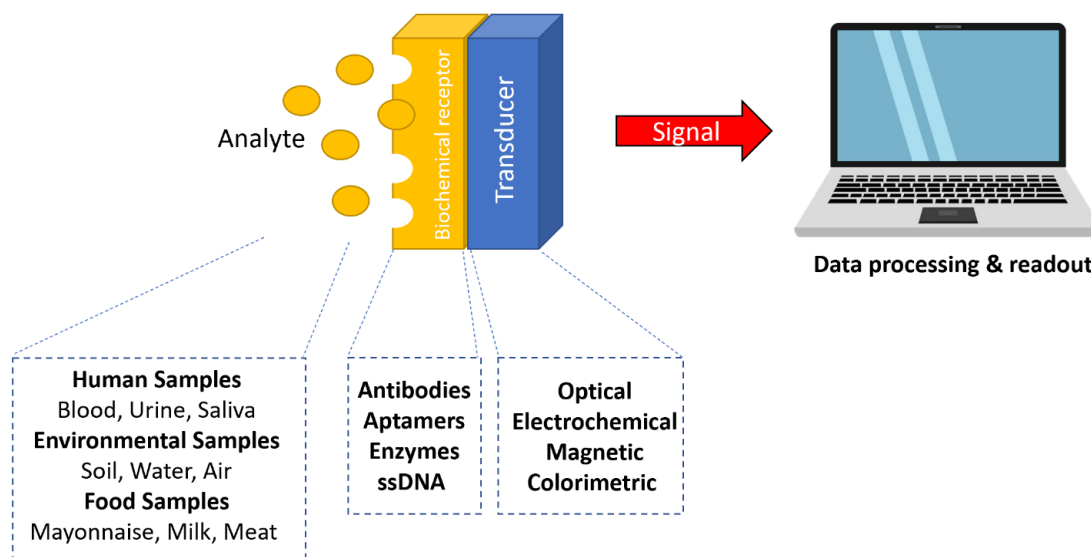 Analyte
Biochemical receptor
Transducer
Signal
Data processing & readout
Human Samples
Blood, Urine, Saliva
Environmental Samples
Soil, Water, Air
Food Samples
Mayonnaise, Milk, Meat
Antibodies
Aptamers
Enzymes
ssDNA
Optical
Electrochemical
Magnetic
Colorimetric